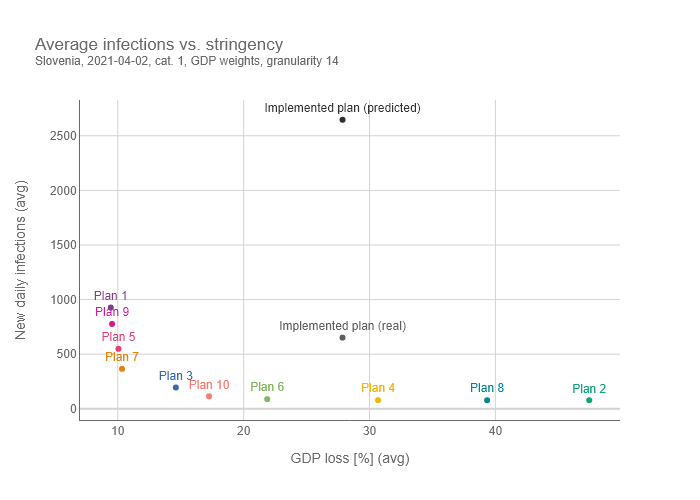 Average infections vs. stringency
Slovenia, 2021-04-02, cat. 1, GDP weights, granularity 14
Implemented plan (predicted)
2500
2000
1500
1000
500
0
New daily infections (avg)
Plan 1
Plan 9
Plan 5
Plan 7
Implemented plan (real)
Plan 3
Plan 10
Plan 6
Plan 4
Plan 8
Plan 2
10
20
30
40
GDP loss [%] (avg)